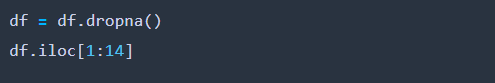 df = df.dropna()
df.iloc[1:14]